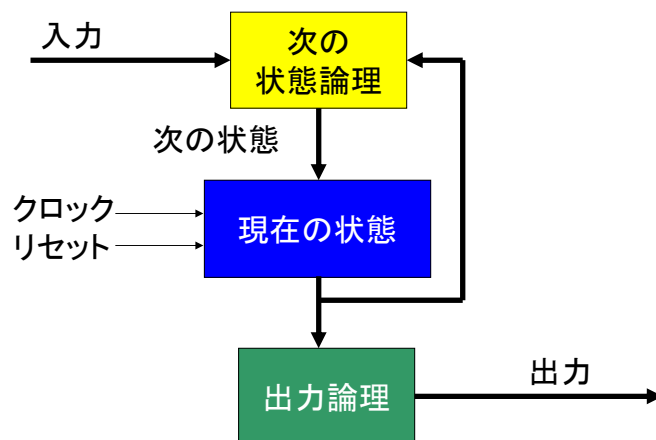 入力
次の
状態論理
次の状態
クロック
リセット
現在の状態
出力論理
出力